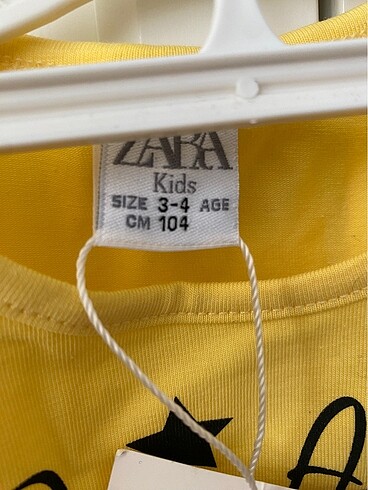 ZARA
Kids
SIZE 3-4 AGE
CM 104
A